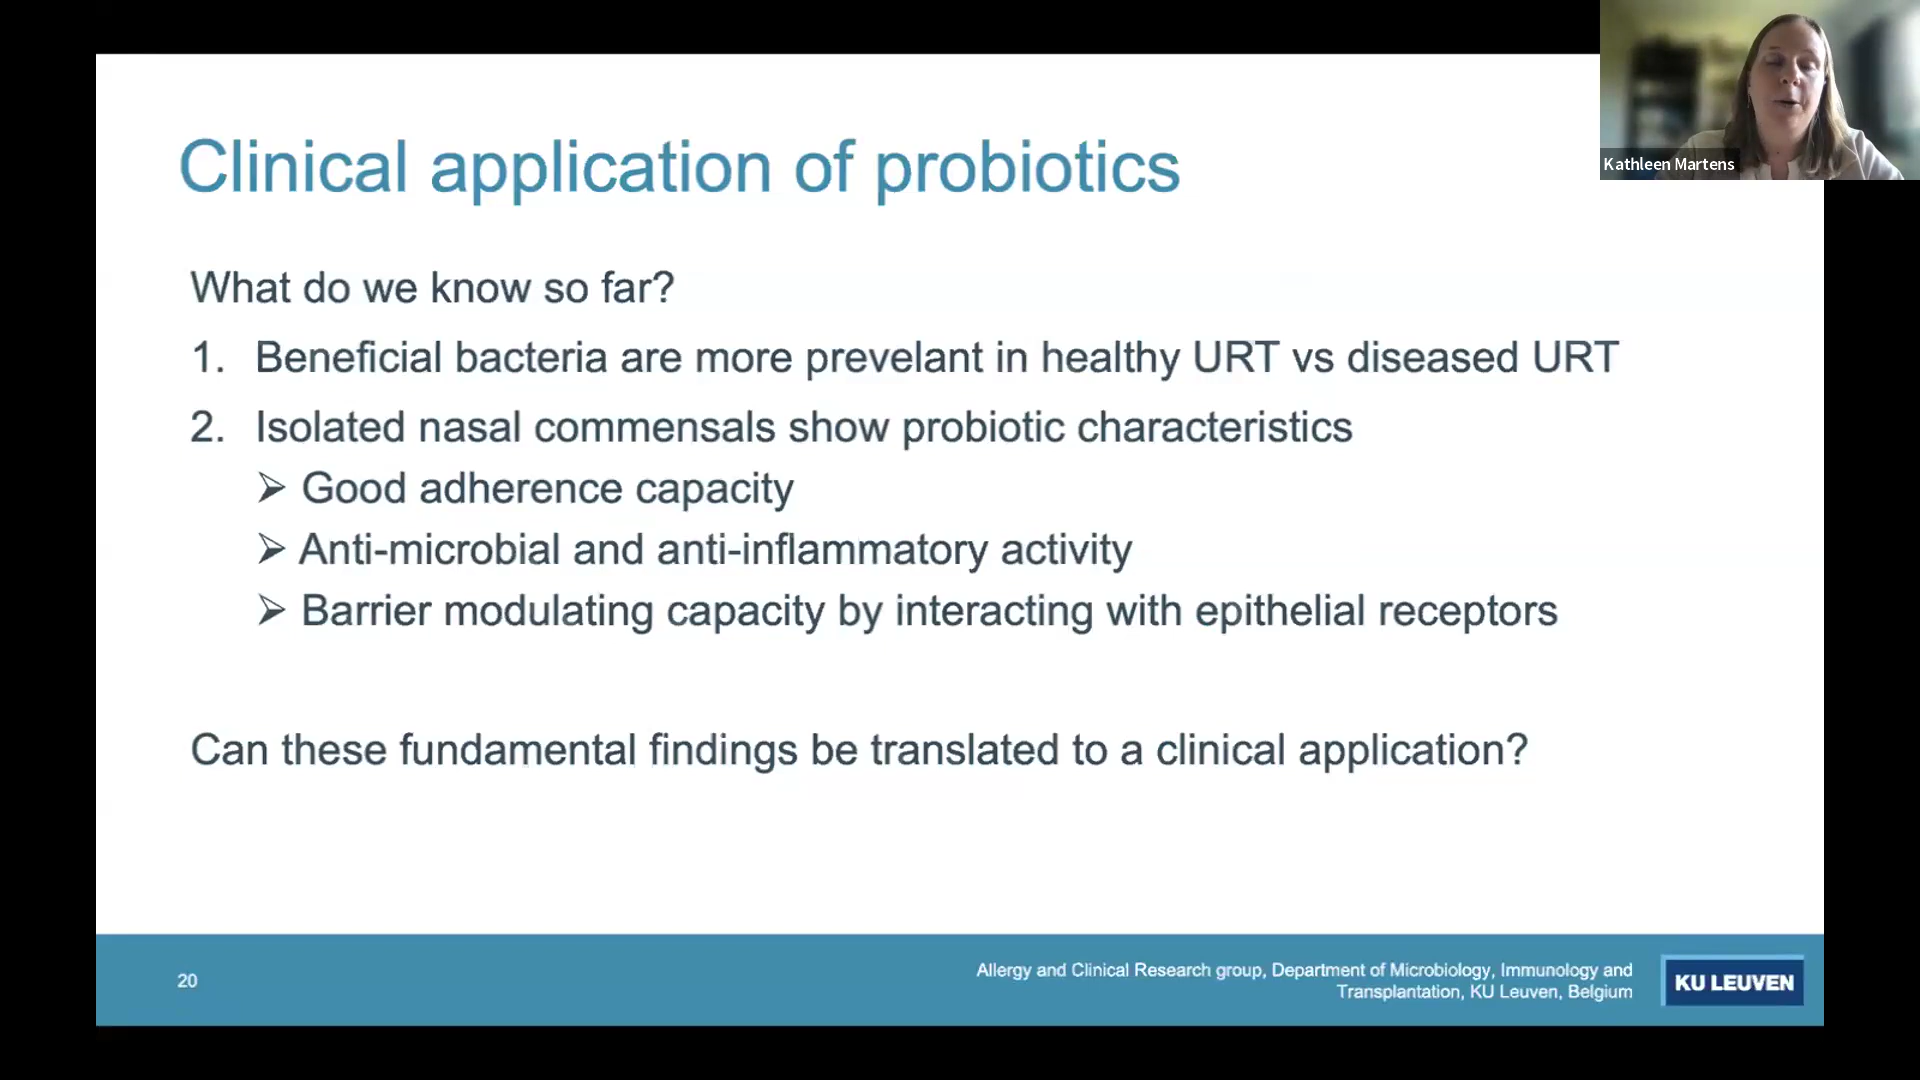 Clinical application of probiotics
Kathleen Martens
What do we know so far?
1. Beneficial bacteria are more prevelant in healthy URT vs diseased URT
2. Isolated nasal commensals show probiotic characteristics
➢ Good adherence capacity
➢ Anti-microbial and anti-inflammatory activity
➢ Barrier modulating capacity by interacting with epithelial receptors
Can these fundamental findings be translated to a clinical application?
20
Allergy and Clinical Research group, Department of Microbiology, Immunology and
Transplantation, KU Leuven, Belgium
KU LEUVEN